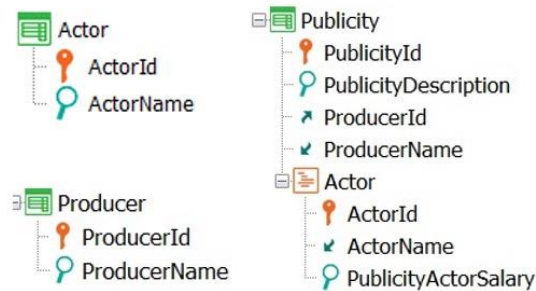 Actor
ActorId
ActorName
Producer
ProducerId
ProducerName
Publicity
PublicityId
PublicityDescription
ProducerId
ProducerName
Actor
ActorId
ActorName
PublicityActorSalary